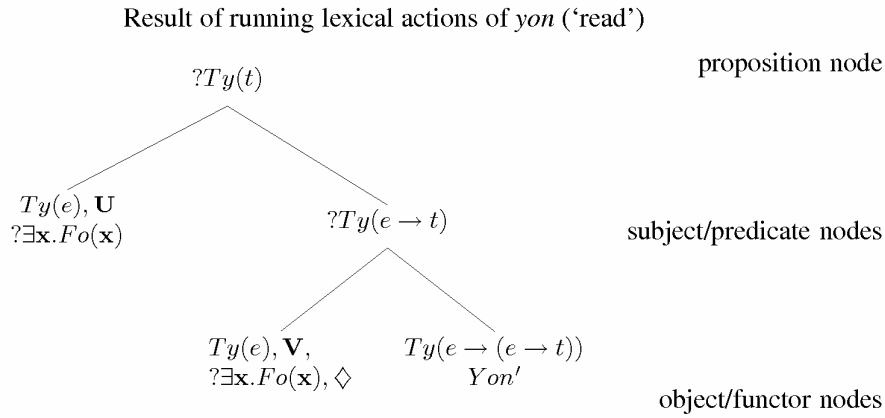 Result of running lexical actions of yon (‘read’)
proposition node
?Ty(t)
Ty(e), U
?∃x.Fo(x)
?Ty(e → t)
subject/predicate nodes
Ty(e), V,
?∃x.Fo(x), ♢
Ty(e → (e → t))
Yon′
object/functor nodes